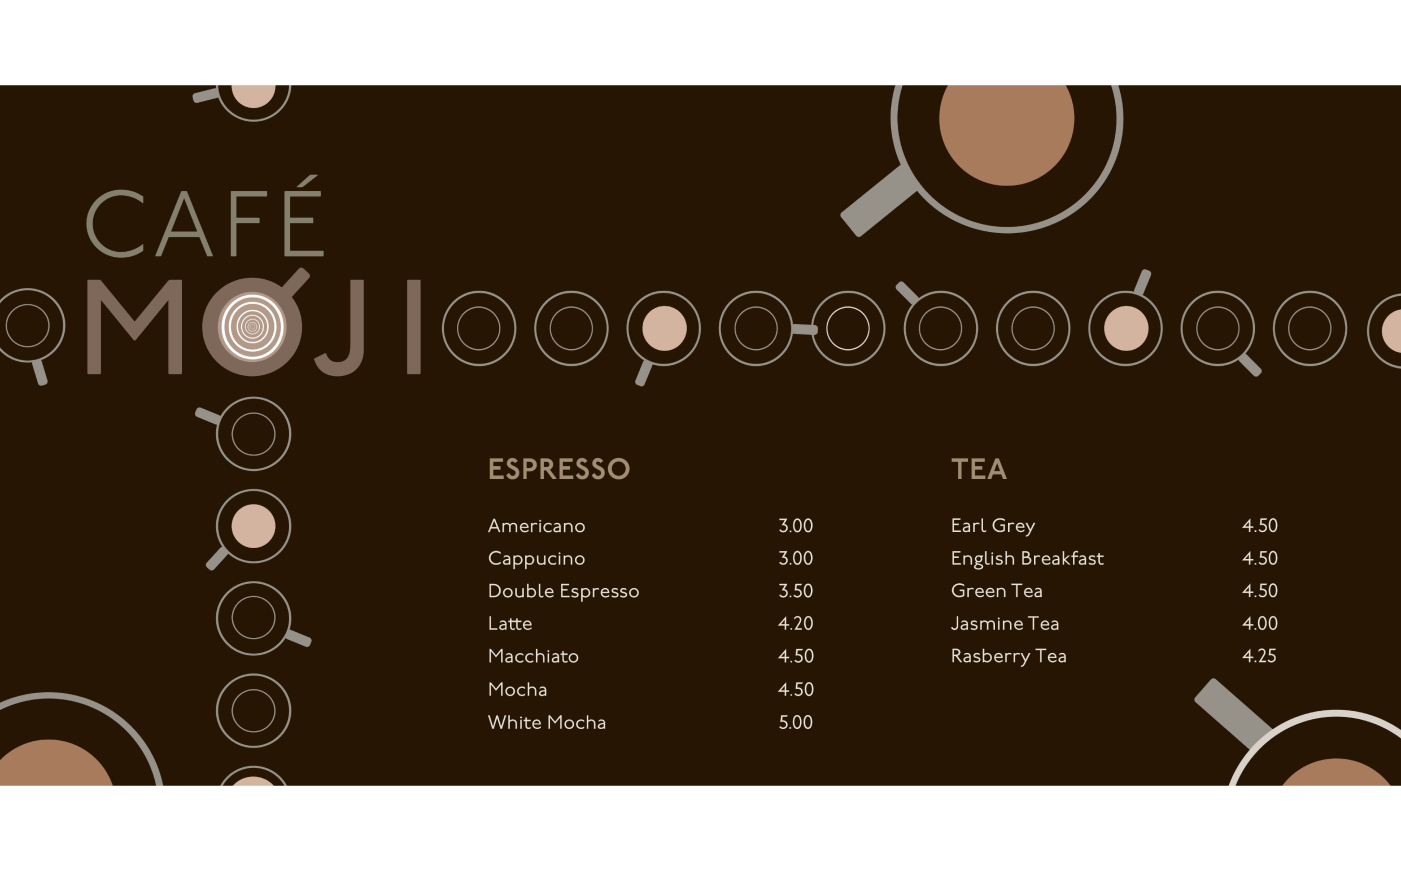 CAFÉ
MOJI
ESPRESSO
Americano 3.00
Cappucino 3.00
Double Espresso 3.50
Latte 4.20
Macchiato 4.50
Mocha 4.50
White Mocha 5.00
TEA
Earl Grey 4.50
English Breakfast 4.50
Green Tea 4.50
Jasmine Tea 4.00
Rasberry Tea 4.25